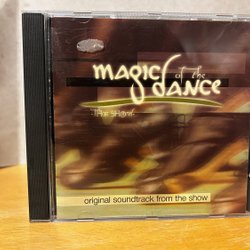 magic of the
dance
THE SHOW
original soundtrack from the show